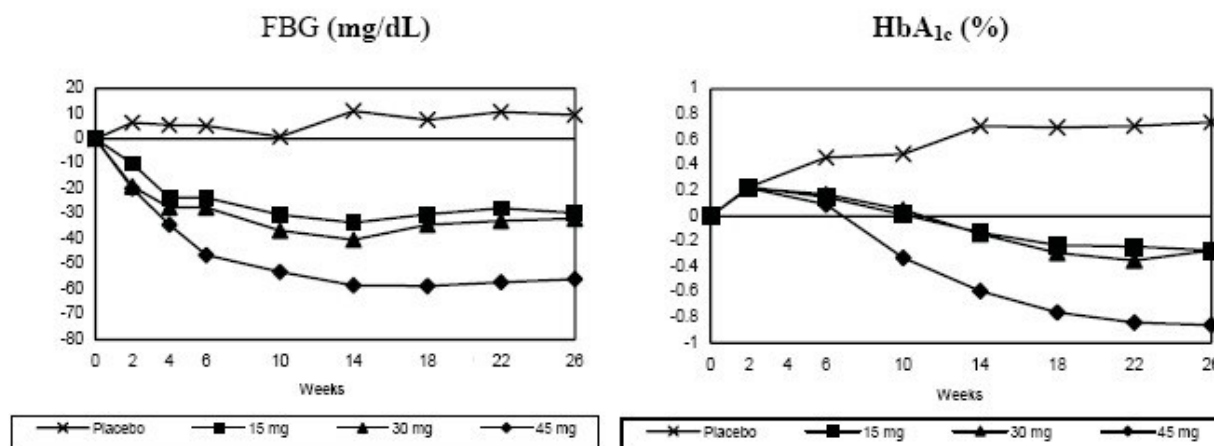 FBG (mg/dL)
20
10
0
-10
-20
-30
-40
-50
-60
-70
-80
0 2 4 6 10 14 18 22 26
Weeks
Placebo 15 mg 30 mg 45 mg
HbA1c (%)
1
0.8
0.6
0.4
0.2
0
-0.2
-0.4
-0.6
-0.8
-1
0 2 4 6 10 14 18 22 26
Weeks
Placebo 15 mg 30 mg 45 mg